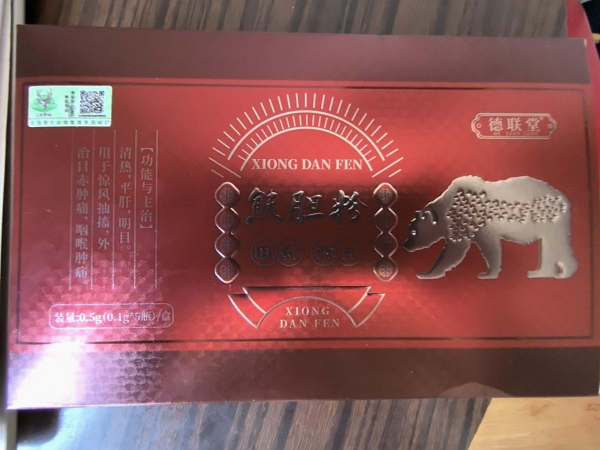 德联堂
XIONG DAN FEN
熊胆粉
【功能与主治】
清热,平肝,明目。
用于惊风抽搐,外
治目赤肿痛,咽喉肿痛。
装量:0.5g(0.1g*5瓶)/盒
XIONG
DAN FEN